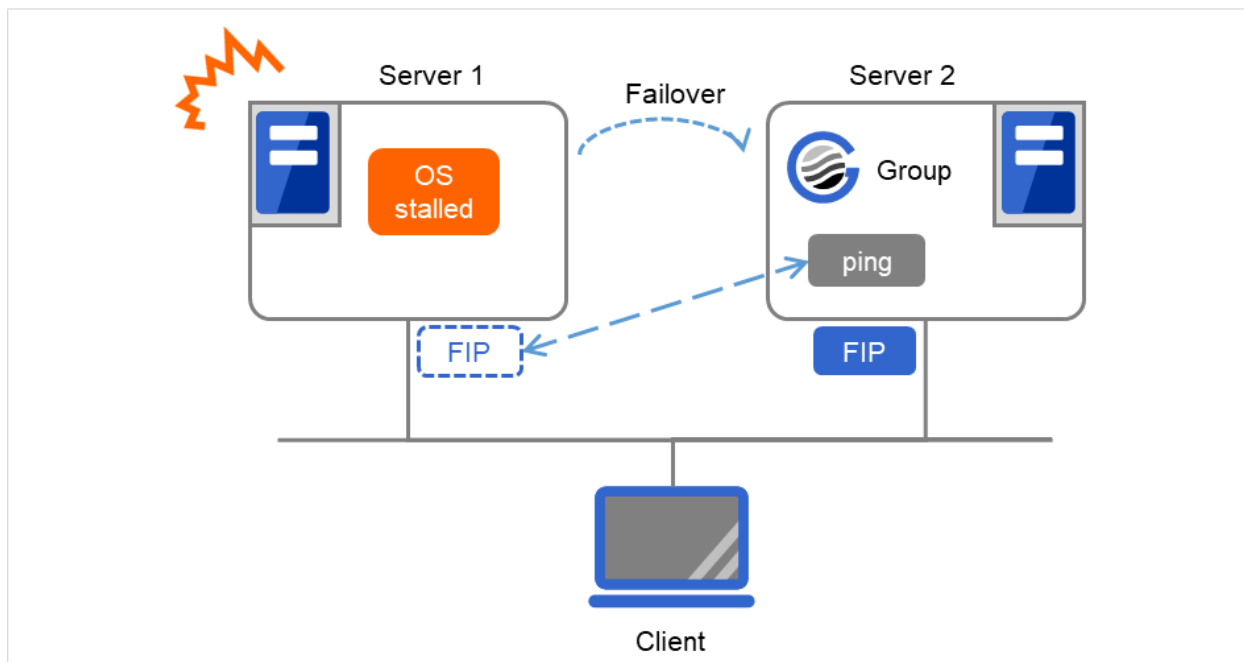 Server 1
Server 2
Failover
OS
stalled
Group
ping
FIP
FIP
Client